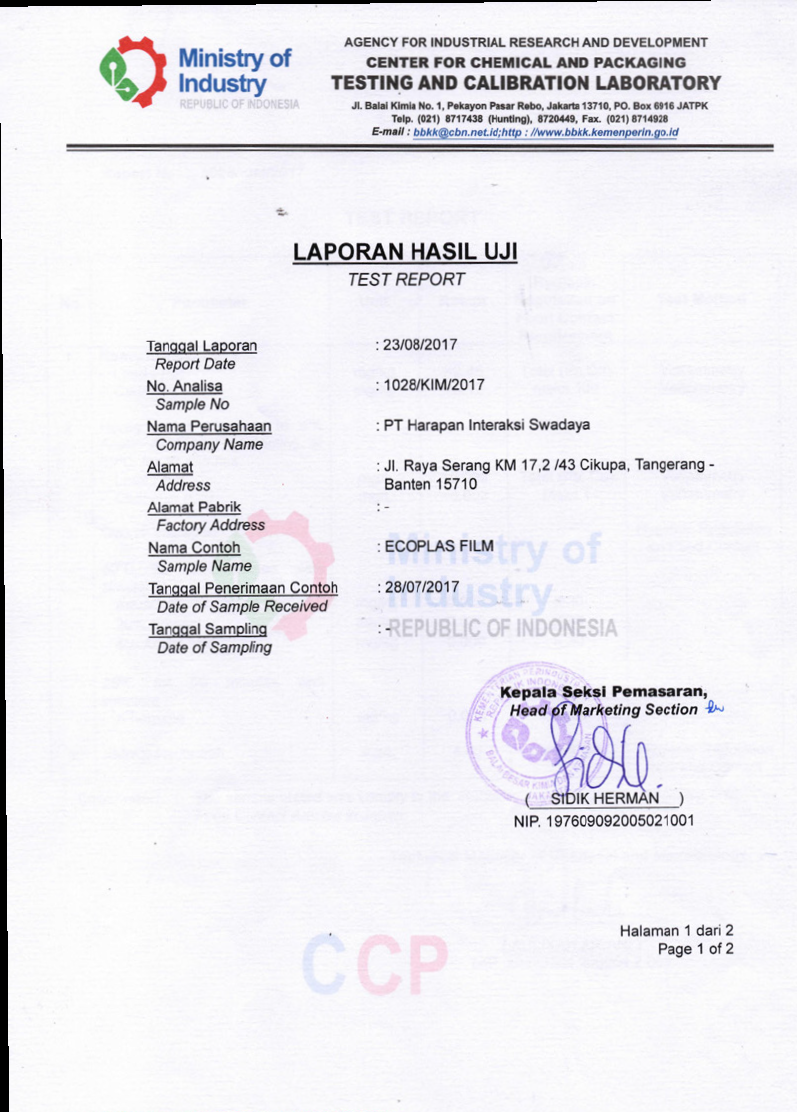 Ministry of
Industry
REPUBLIC OF INDONESIA
AGENCY FOR INDUSTRIAL RESEARCH AND DEVELOPMENT
CENTER FOR CHEMICAL AND PACKAGING
TESTING AND CALIBRATION LABORATORY
Jl. Balai Kimia No. 1, Pekayon Pasar Rebo, Jakarta 13710, PO. Box 6916 JATPK
Telp. (021) 8717438 (Hunting), 8720449, Fax. (021) 8714928
E-mail : bbkk@cbn.net.id;http : //www.bbkk.kemenperin.go.id
LAPORAN HASIL UJI
TEST REPORT
Tanggal Laporan : 23/08/2017
Report Date
No. Analisa : 1028/KIM/2017
Sample No
Nama Perusahaan : PT Harapan Interaksi Swadaya
Company Name
Alamat : Jl. Raya Serang KM 17,2 /43 Cikupa, Tangerang -
Address Banten 15710
Alamat Pabrik : -
Factory Address
Nama Contoh : ECOPLAS FILM
Sample Name
Tanggal Penerimaan Contoh : 28/07/2017
Date of Sample Received
Tanggal Sampling : -
Date of Sampling
Ministry of
Industry
REPUBLIC OF INDONESIA
Kepala Seksi Pemasaran,
Head of Marketing Section
( SIDIK HERMAN )
NIP. 197609092005021001
Halaman 1 dari 2
Page 1 of 2
CCP